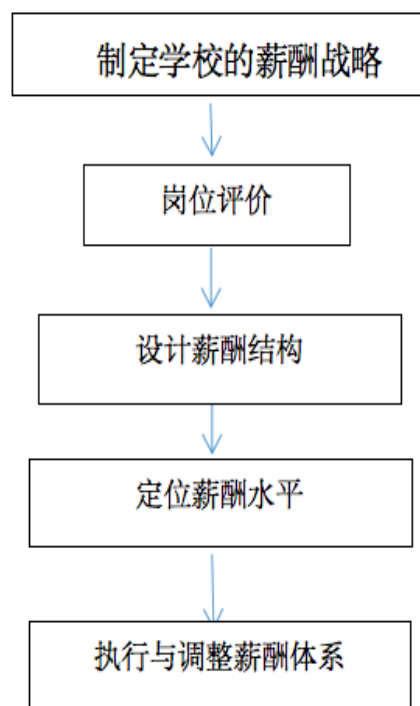 制定学校的薪酬战略
岗位评价
设计薪酬结构
定位薪酬水平
执行与调整薪酬体系